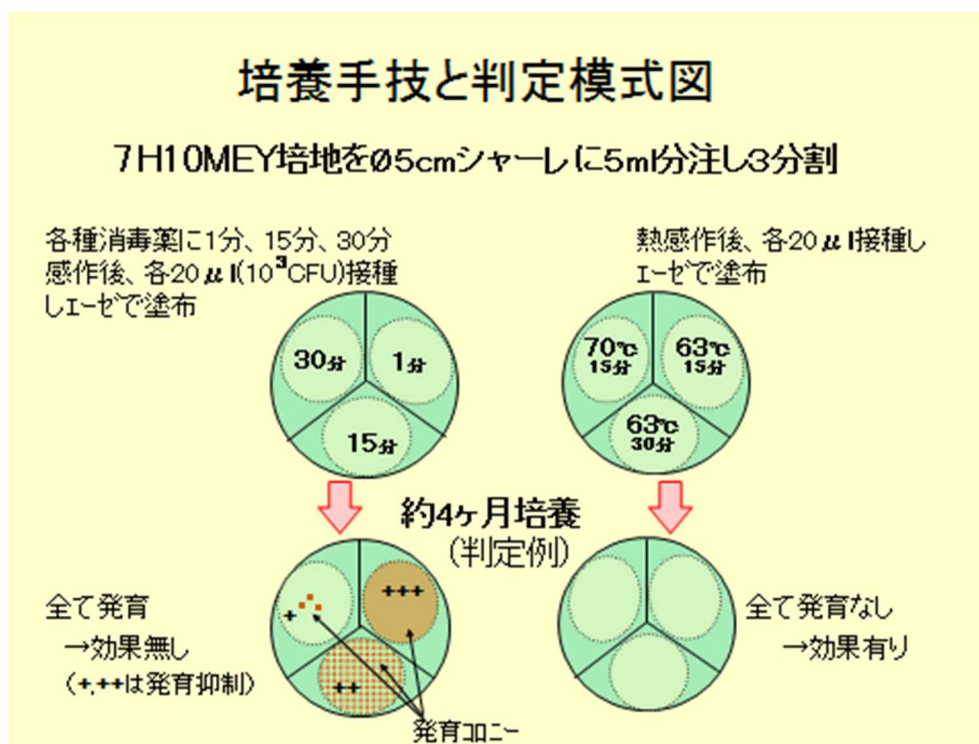 培養手技と判定模式図
7H10MEY培地をØ5cmシャーレに5ml分注し3分割
各種消毒薬に1分、15分、30分
感作後、各20μl(10³CFU)接種
しエーゼで塗布
熱感作後、各20μl接種し
エーゼで塗布
30分
1分
15分
70℃
15分
63℃
15分
63℃
30分
約4ヶ月培養
(判定例)
全て発育
→効果無し
(+,++は発育抑制)
+
+++
++
発育コロニー
全て発育なし
→効果有り